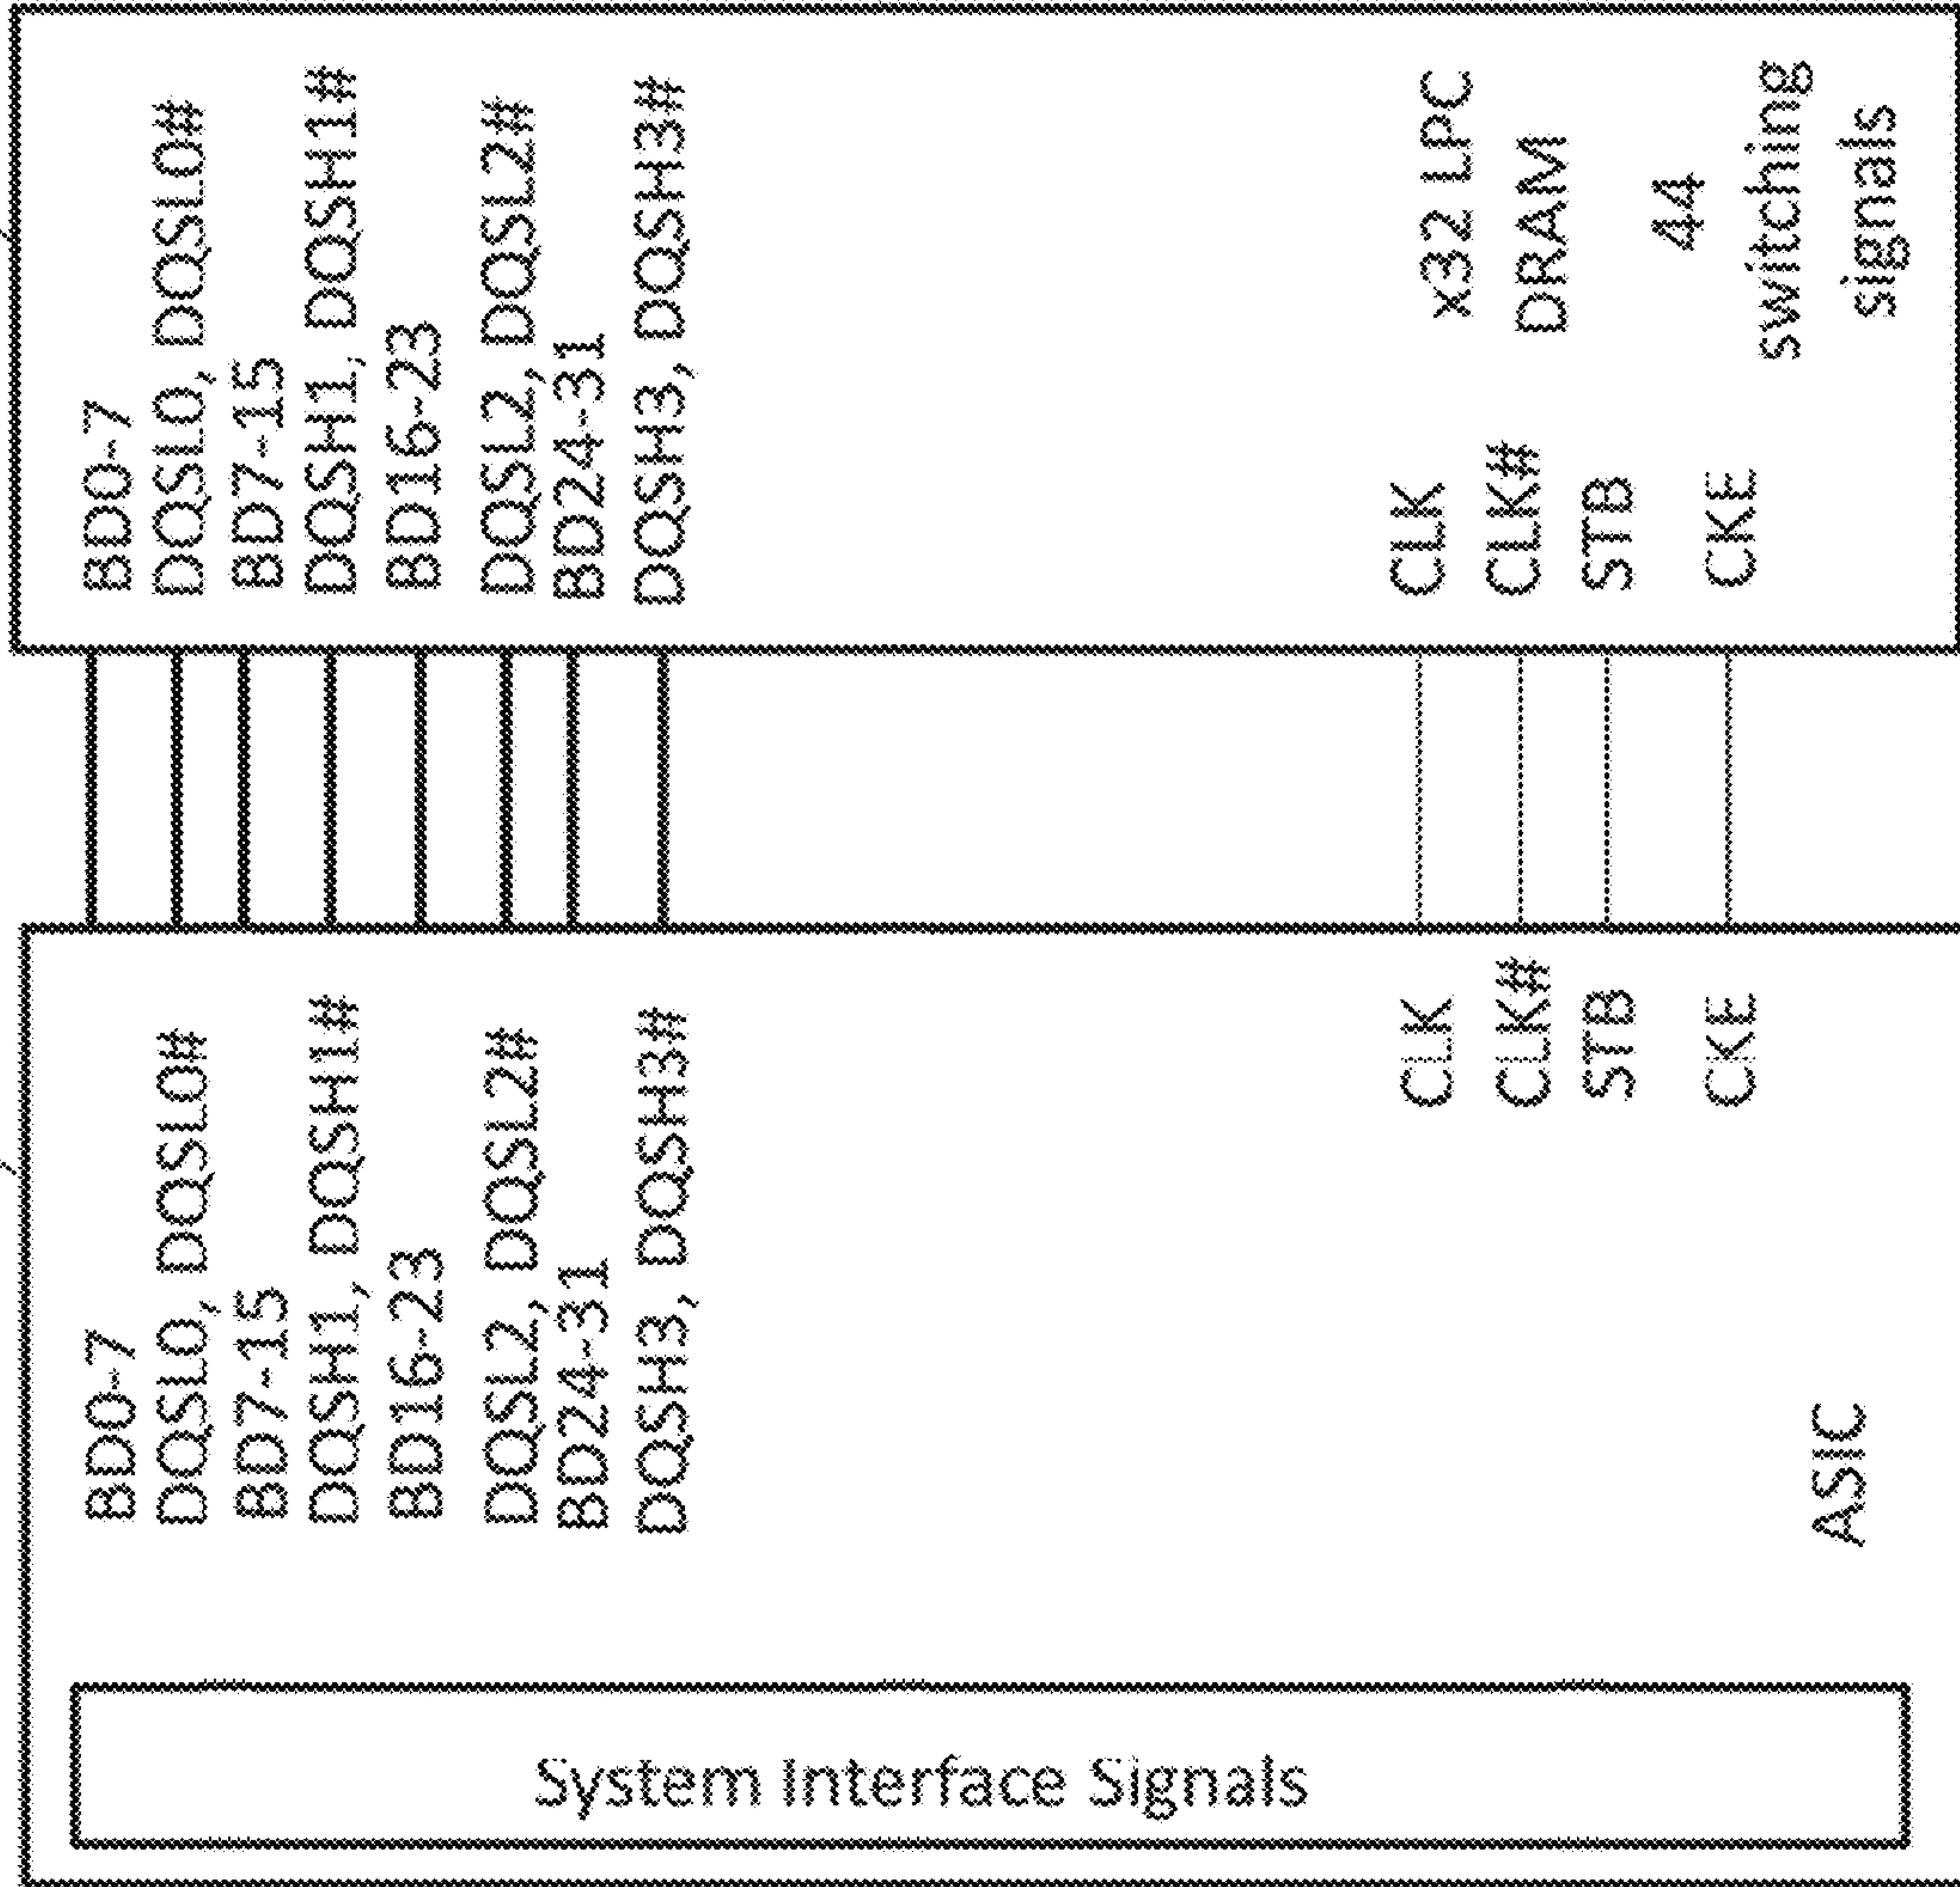 BD0-7
DQSL0, DQSL0#
BD7-15
DQSH1, DQSH1#
BD16-23
DQSL2, DQSL2#
BD24-31
DQSH3, DQSH3#
CLK
CLK#
STB
CKE
x32 LPC
DRAM
44
switching
signals
BD0-7
DQSL0, DQSL0#
BD7-15
DQSH1, DQSH1#
BD16-23
DQSL2, DQSL2#
BD24-31
DQSH3, DQSH3#
CLK
CLK#
STB
CKE
ASIC
System Interface Signals